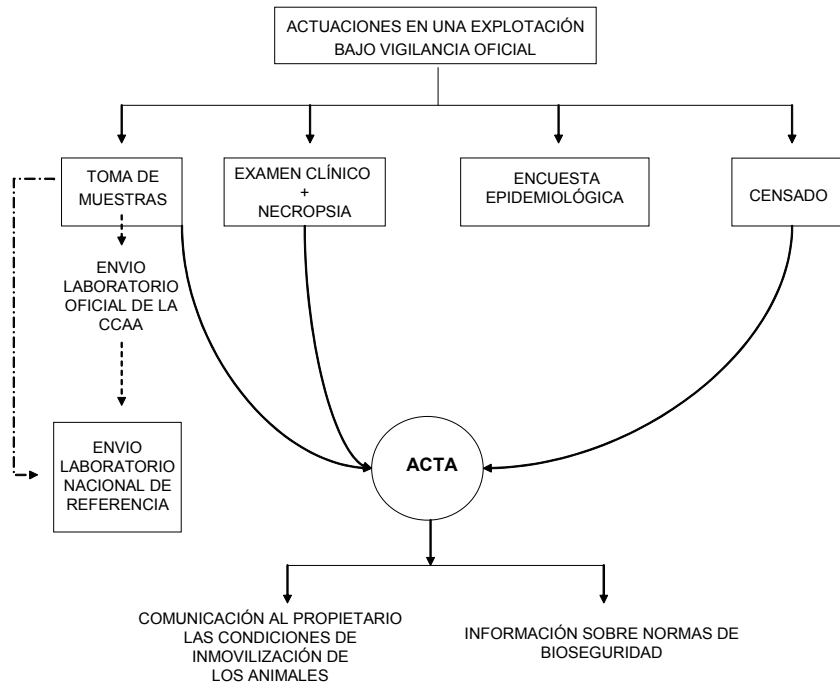 ACTUACIONES EN UNA EXPLOTACIÓN
BAJO VIGILANCIA OFICIAL
TOMA DE
MUESTRAS
EXAMEN CLÍNICO
+
NECROPSIA
ENCUESTA
EPIDEMIOLÓGICA
CENSADO
ENVIO
LABORATORIO
OFICIAL DE LA
CCAA
ENVIO
LABORATORIO
NACIONAL DE
REFERENCIA
ACTA
COMUNICACIÓN AL PROPIETARIO
LAS CONDICIONES DE
INMOVILIZACIÓN DE
LOS ANIMALES
INFORMACIÓN SOBRE NORMAS DE
BIOSEGURIDAD